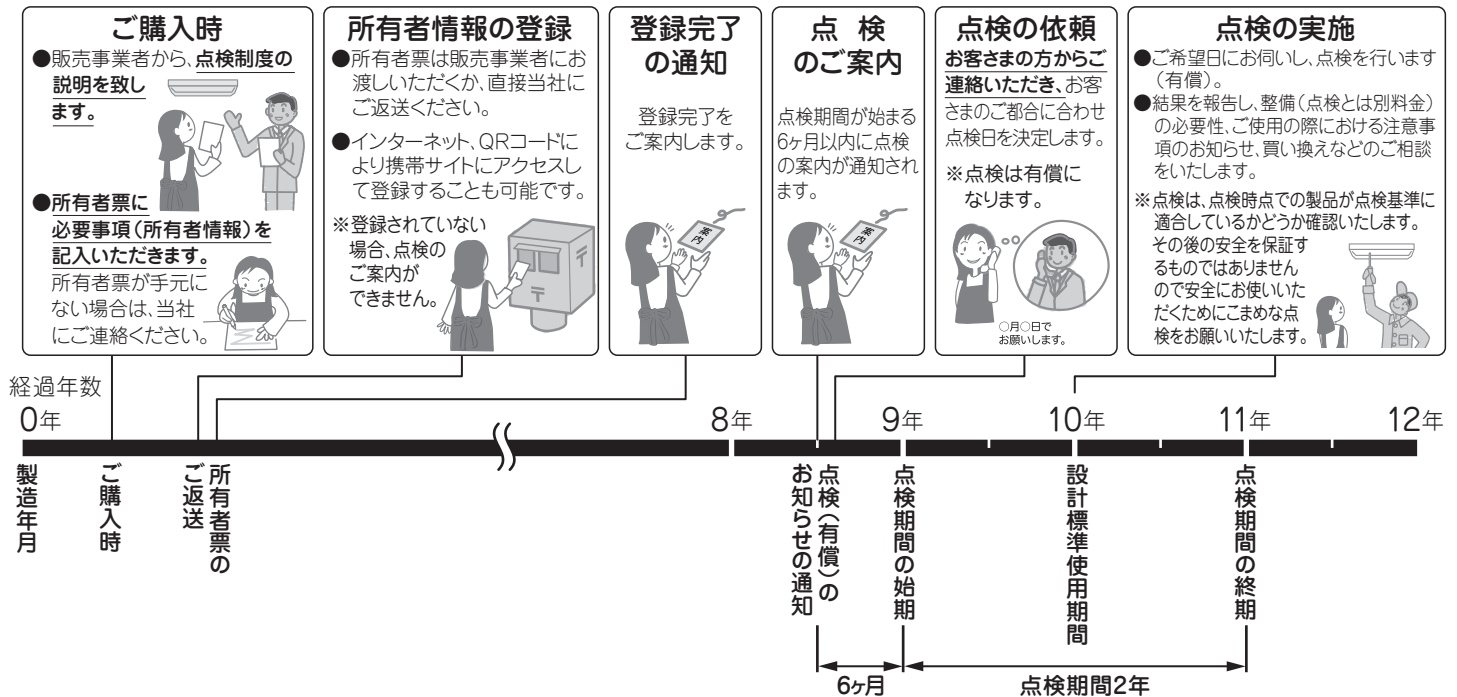 ご購入時
●販売事業者から、点検制度の
説明を致し
ます。
●所有者票に
必要事項（所有者情報）を
記入いただきます。
所有者票が手元に
ない場合は、当社
にご連絡ください。
所有者情報の登録
●所有者票は販売事業者にお
渡しいただくか、直接当社に
ご返送ください。
●インターネット、QRコードに
より携帯サイトにアクセスし
て登録することも可能です。
※登録されていない
場合、点検の
ご案内が
できません。
〒
〒
登録完了
の通知
登録完了を
ご案内します。
案内
点検
のご案内
点検期間が始まる
6ヶ月以内に点検
の案内が通知され
ます。
案内
点検の依頼
お客さまの方からご
連絡いただき、お客
さまのご都合に合わせ
点検日を決定します。
※点検は有償に
なります。
○月○日で
お願いします。
点検の実施
●ご希望日にお伺いし、点検を行います
（有償）。
●結果を報告し、整備（点検とは別料金）
の必要性、ご使用の際における注意事
項のお知らせ、買い換えなどのご相談
をいたします。
※点検は、点検時点での製品が点検基準に
適合しているかどうか確認いたします。
その後の安全を保証す
るものではありません
ので安全にお使いいた
だくためにこまめな点
検をお願いいたします。
経過年数
0年
8年
9年
10年
11年
12年
製造年月
ご購入時
所有者票の
ご返送
点検（有償）の
お知らせの通知
点検期間の始期
設計標準使用期間
点検期間の終期
6ヶ月
点検期間2年